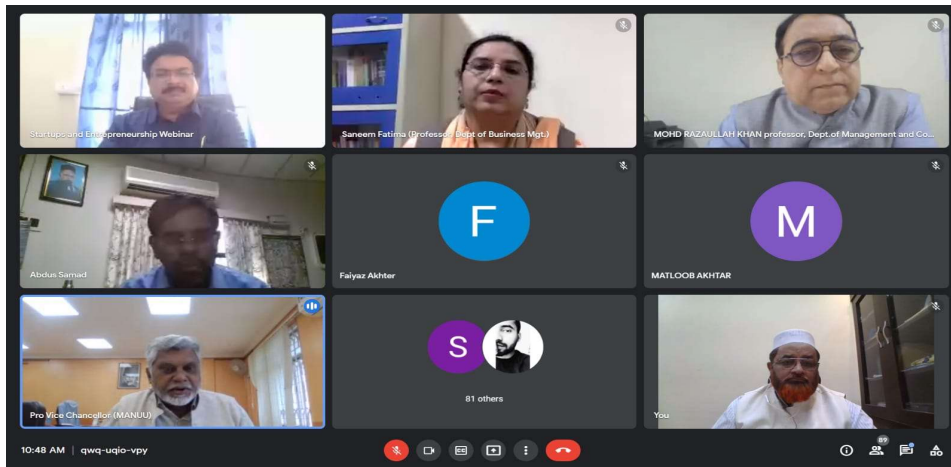 Startups and Entrepreneurship Webinar
Saneem Fatima (Professor, Dept of Business Mgt.)
MOHD RAZAULLAH KHAN professor, Dept.of Management and Co...
Abdus Samad
F
Faiyaz Akhter
M
MATLOOB AKHTAR
Pro Vice Chancellor (MANUU)
S
81 others
You
10:48 AM | qwq-uqio-vpy
CC
89